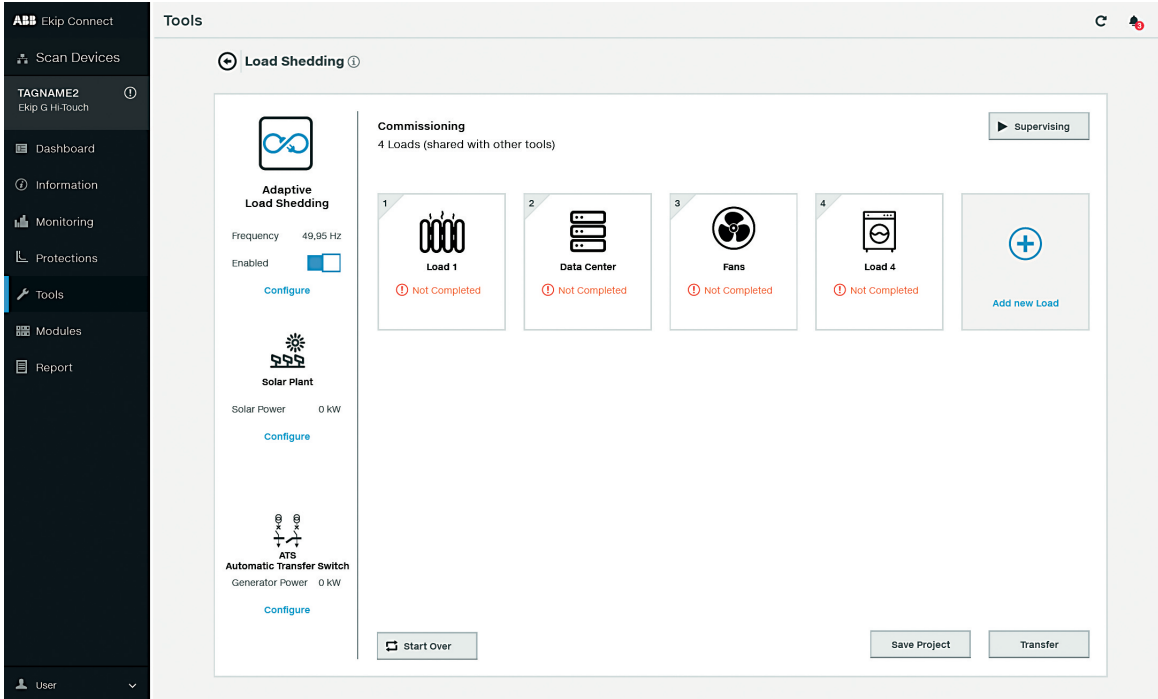 ABB Ekip Connect
Tools
3
Scan Devices
Load Shedding
TAGNAME2
Ekip G Hi-Touch
Dashboard
Information
Monitoring
Protections
Tools
Modules
Report
User
Adaptive
Load Shedding
Frequency 49,95 Hz
Enabled
Configure
Solar Plant
Solar Power 0 kW
Configure
ATS
Automatic Transfer Switch
Generator Power 0 kW
Configure
Commissioning
4 Loads (shared with other tools)
Supervising
1
Load 1
Not Completed
2
Data Center
Not Completed
3
Fans
Not Completed
4
Load 4
Not Completed
Add new Load
Start Over
Save Project
Transfer